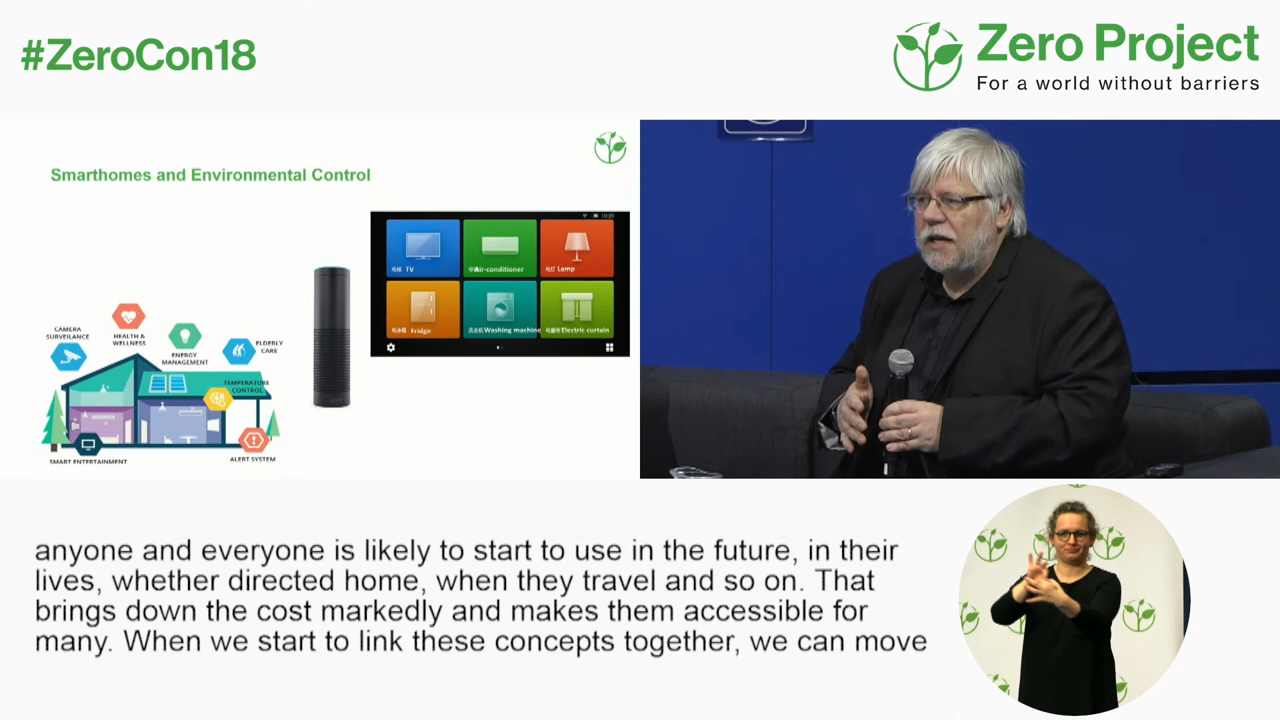 #ZeroCon18
Zero Project
For a world without barriers
Smarthomes and Environmental Control
10:20
TV
Air-conditioner
Lamp
Fridge
Washing machine
Electric curtain
CAMERA
SURVEILANCE
HEALTH &
WELLNESS
ENERGY
MANAGEMENT
ELDERLY
CARE
TEMPERATURE
CONTROL
SMART ENTERTAINMENT
ALERT SYSTEM
anyone and everyone is likely to start to use in the future, in their
lives, whether directed home, when they travel and so on. That
brings down the cost markedly and makes them accessible for
many. When we start to link these concepts together, we can move